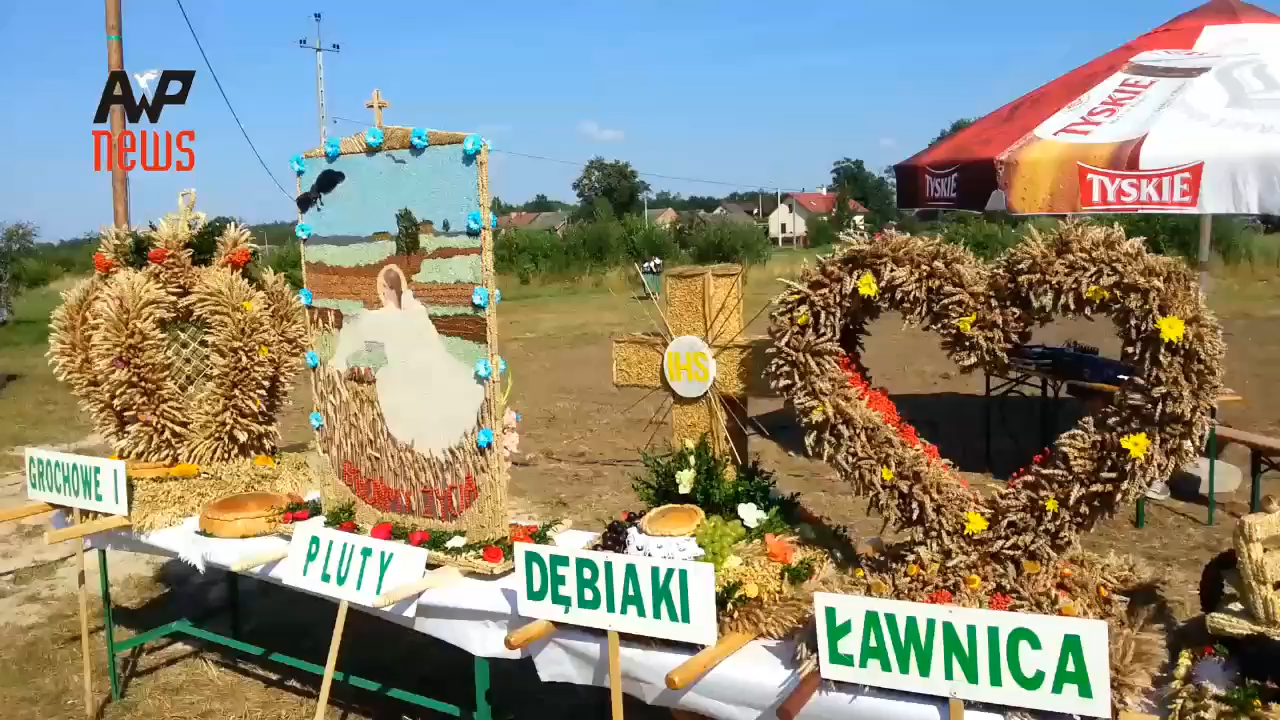 AWP
news
TYSKIE
TYSKIE
TYSKIE
IHS
GROCHOWE I
PLUTY
DĘBIAKI
ŁAWNICA